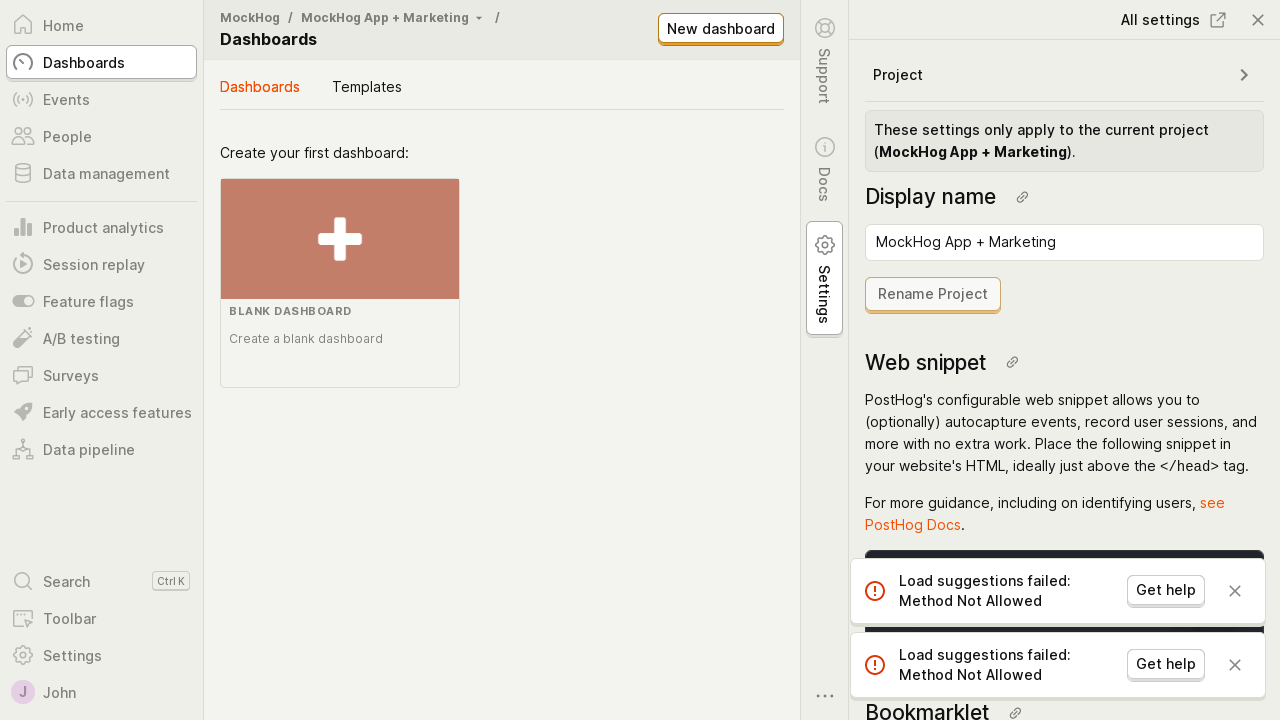 Home
Dashboards
Events
People
Data management
Product analytics
Session replay
Feature flags
A/B testing
Surveys
Early access features
Data pipeline
Search
Ctrl K
Toolbar
Settings
J
John
MockHog / MockHog App + Marketing /
Dashboards
New dashboard
Dashboards
Templates
Create your first dashboard:
BLANK DASHBOARD
Create a blank dashboard
Support
Docs
Settings
All settings
Project
These settings only apply to the current project
(MockHog App + Marketing).
Display name
MockHog App + Marketing
Rename Project
Web snippet
PostHog's configurable web snippet allows you to
(optionally) autocapture events, record user sessions, and
more with no extra work. Place the following snippet in
your website's HTML, ideally just above the </head> tag.
For more guidance, including on identifying users, see
PostHog Docs.
Load suggestions failed:
Method Not Allowed
Get help
Load suggestions failed:
Method Not Allowed
Get help
Bookmarklet